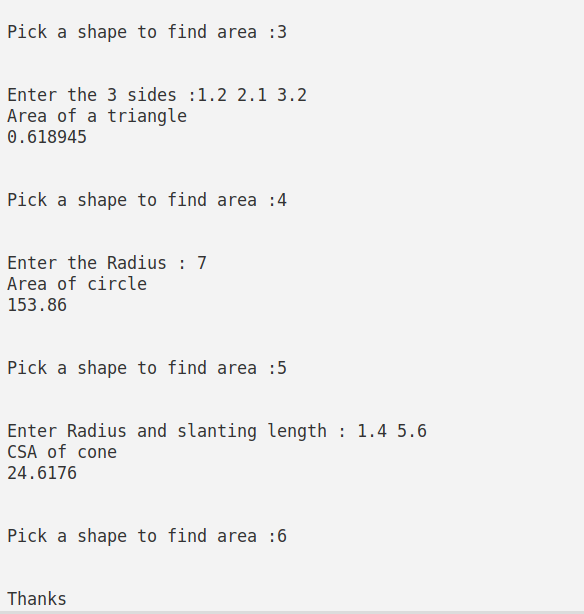 Pick a shape to find area :3
Enter the 3 sides :1.2 2.1 3.2
Area of a triangle
0.618945
Pick a shape to find area :4
Enter the Radius : 7
Area of circle
153.86
Pick a shape to find area :5
Enter Radius and slanting length : 1.4 5.6
CSA of cone
24.6176
Pick a shape to find area :6
Thanks